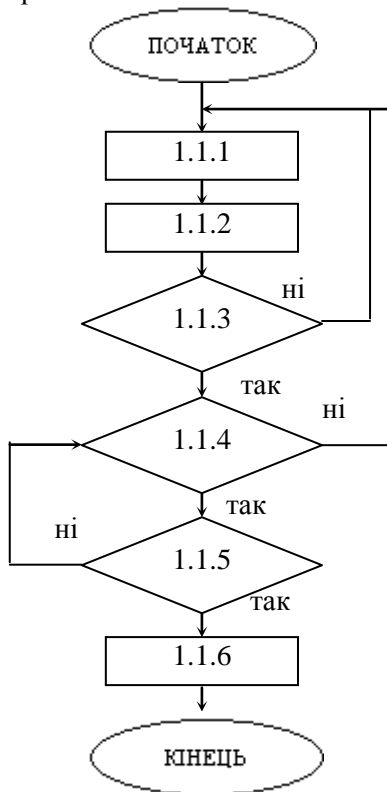 ПОЧАТОК
1.1.1
1.1.2
ні
1.1.3
так
ні
1.1.4
так
ні
1.1.5
так
1.1.6
КІНЕЦЬ